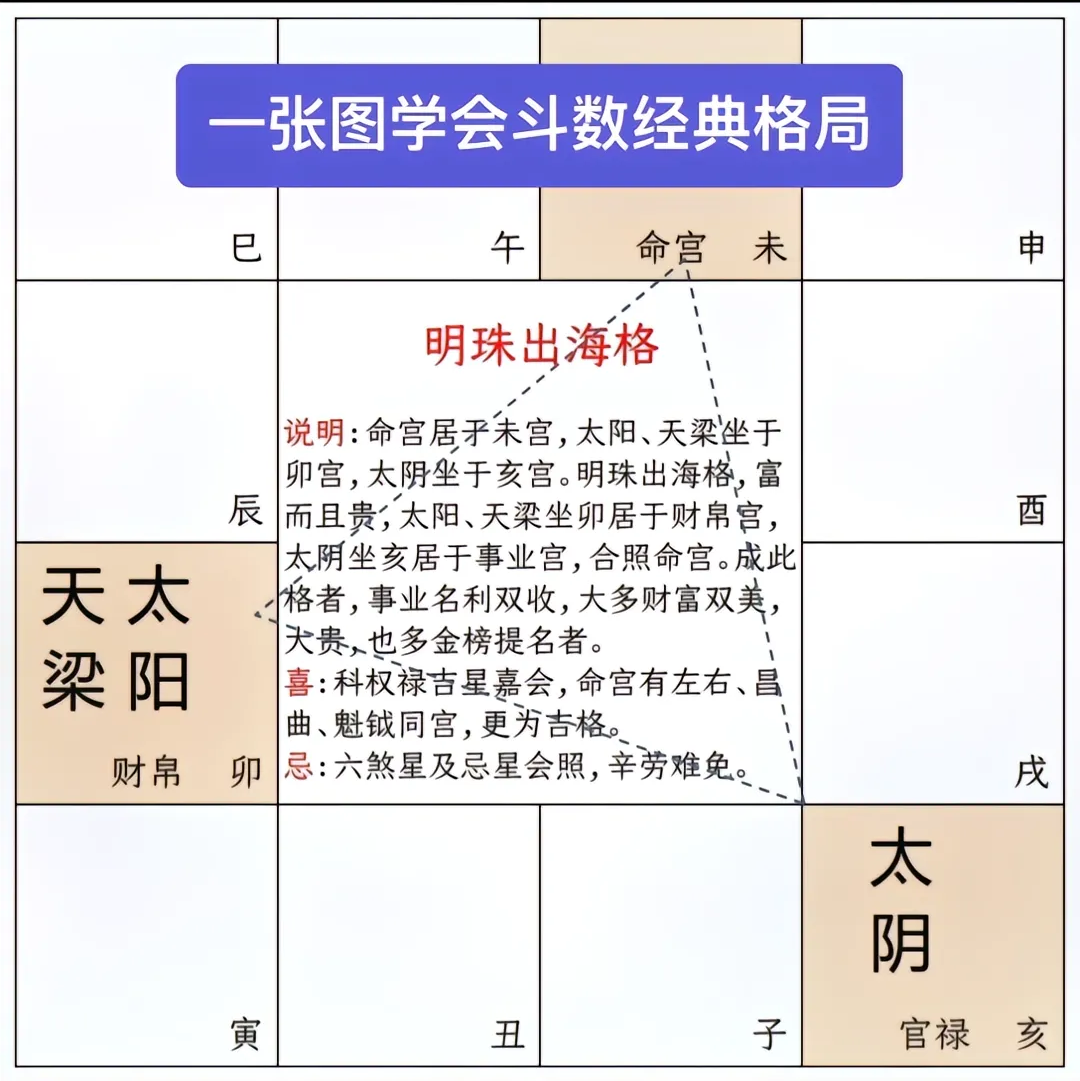 一张图学会斗数经典格局
巳
午
命宫 未
申
明珠出海格
说明:命宫居于未宫,太阳、天梁坐于
卯宫,太阴坐于亥宫。明珠出海格,富
而且贵,太阳、天梁坐卯居于财帛宫,
太阴坐亥居于事业宫,合照命宫。成此
格者,事业名利双收,大多财富双美,
大贵,也多金榜提名者。
喜:科权禄吉星嘉会,命宫有左右、昌
曲、魁钺同宫,更为吉格。
忌:六煞星及忌星会照,辛劳难免。
辰
酉
天梁
太阳
财帛 卯
戌
寅
丑
子
太阴
官禄 亥